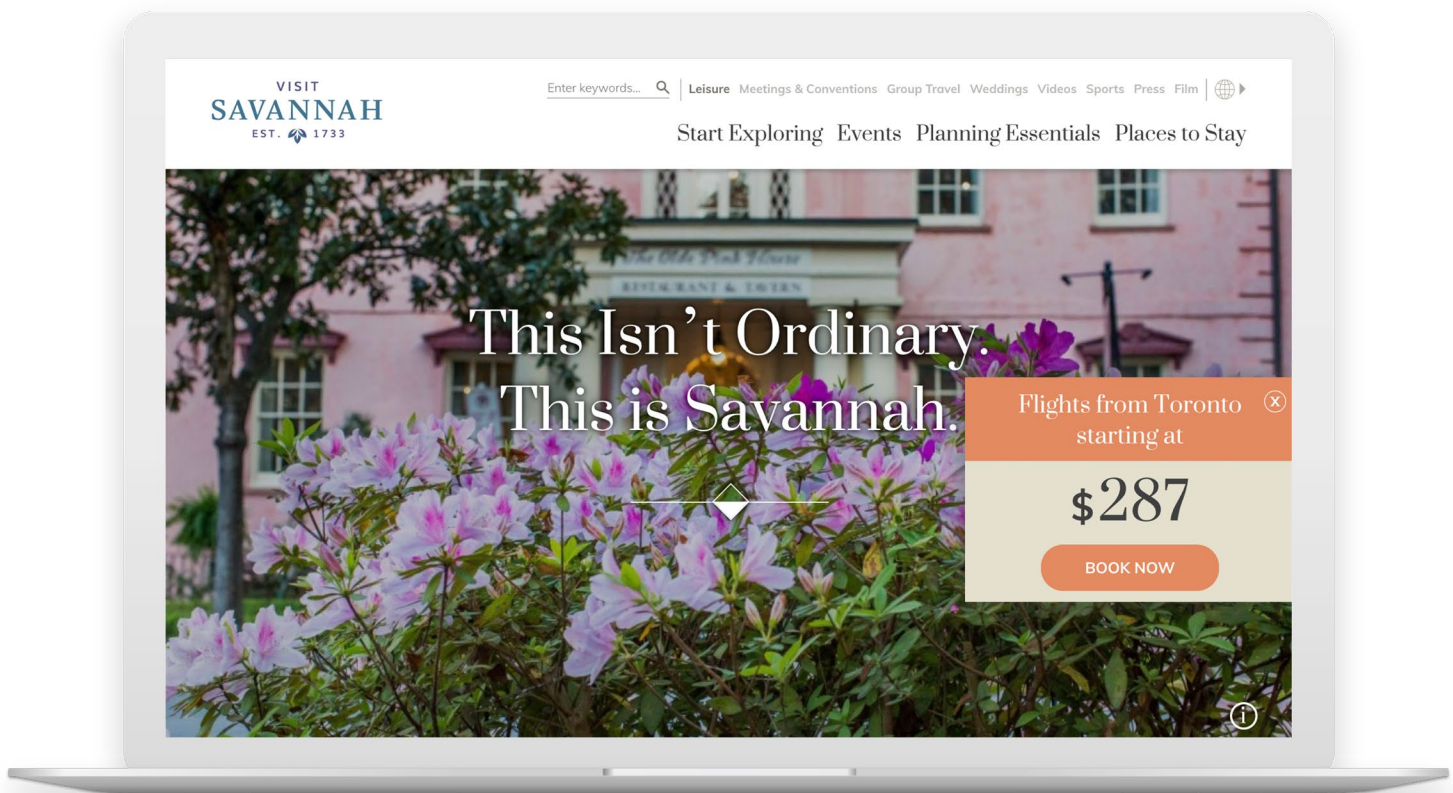 VISIT
SAVANNAH
EST. 1733
Enter keywords...
Leisure Meetings & Conventions Group Travel Weddings Videos Sports Press Film
Start Exploring Events Planning Essentials Places to Stay
The Olde Pink House
RESTAURANT & TAVERN
This Isn’t Ordinary.
This is Savannah.
Flights from Toronto
starting at
X
$287
BOOK NOW
i